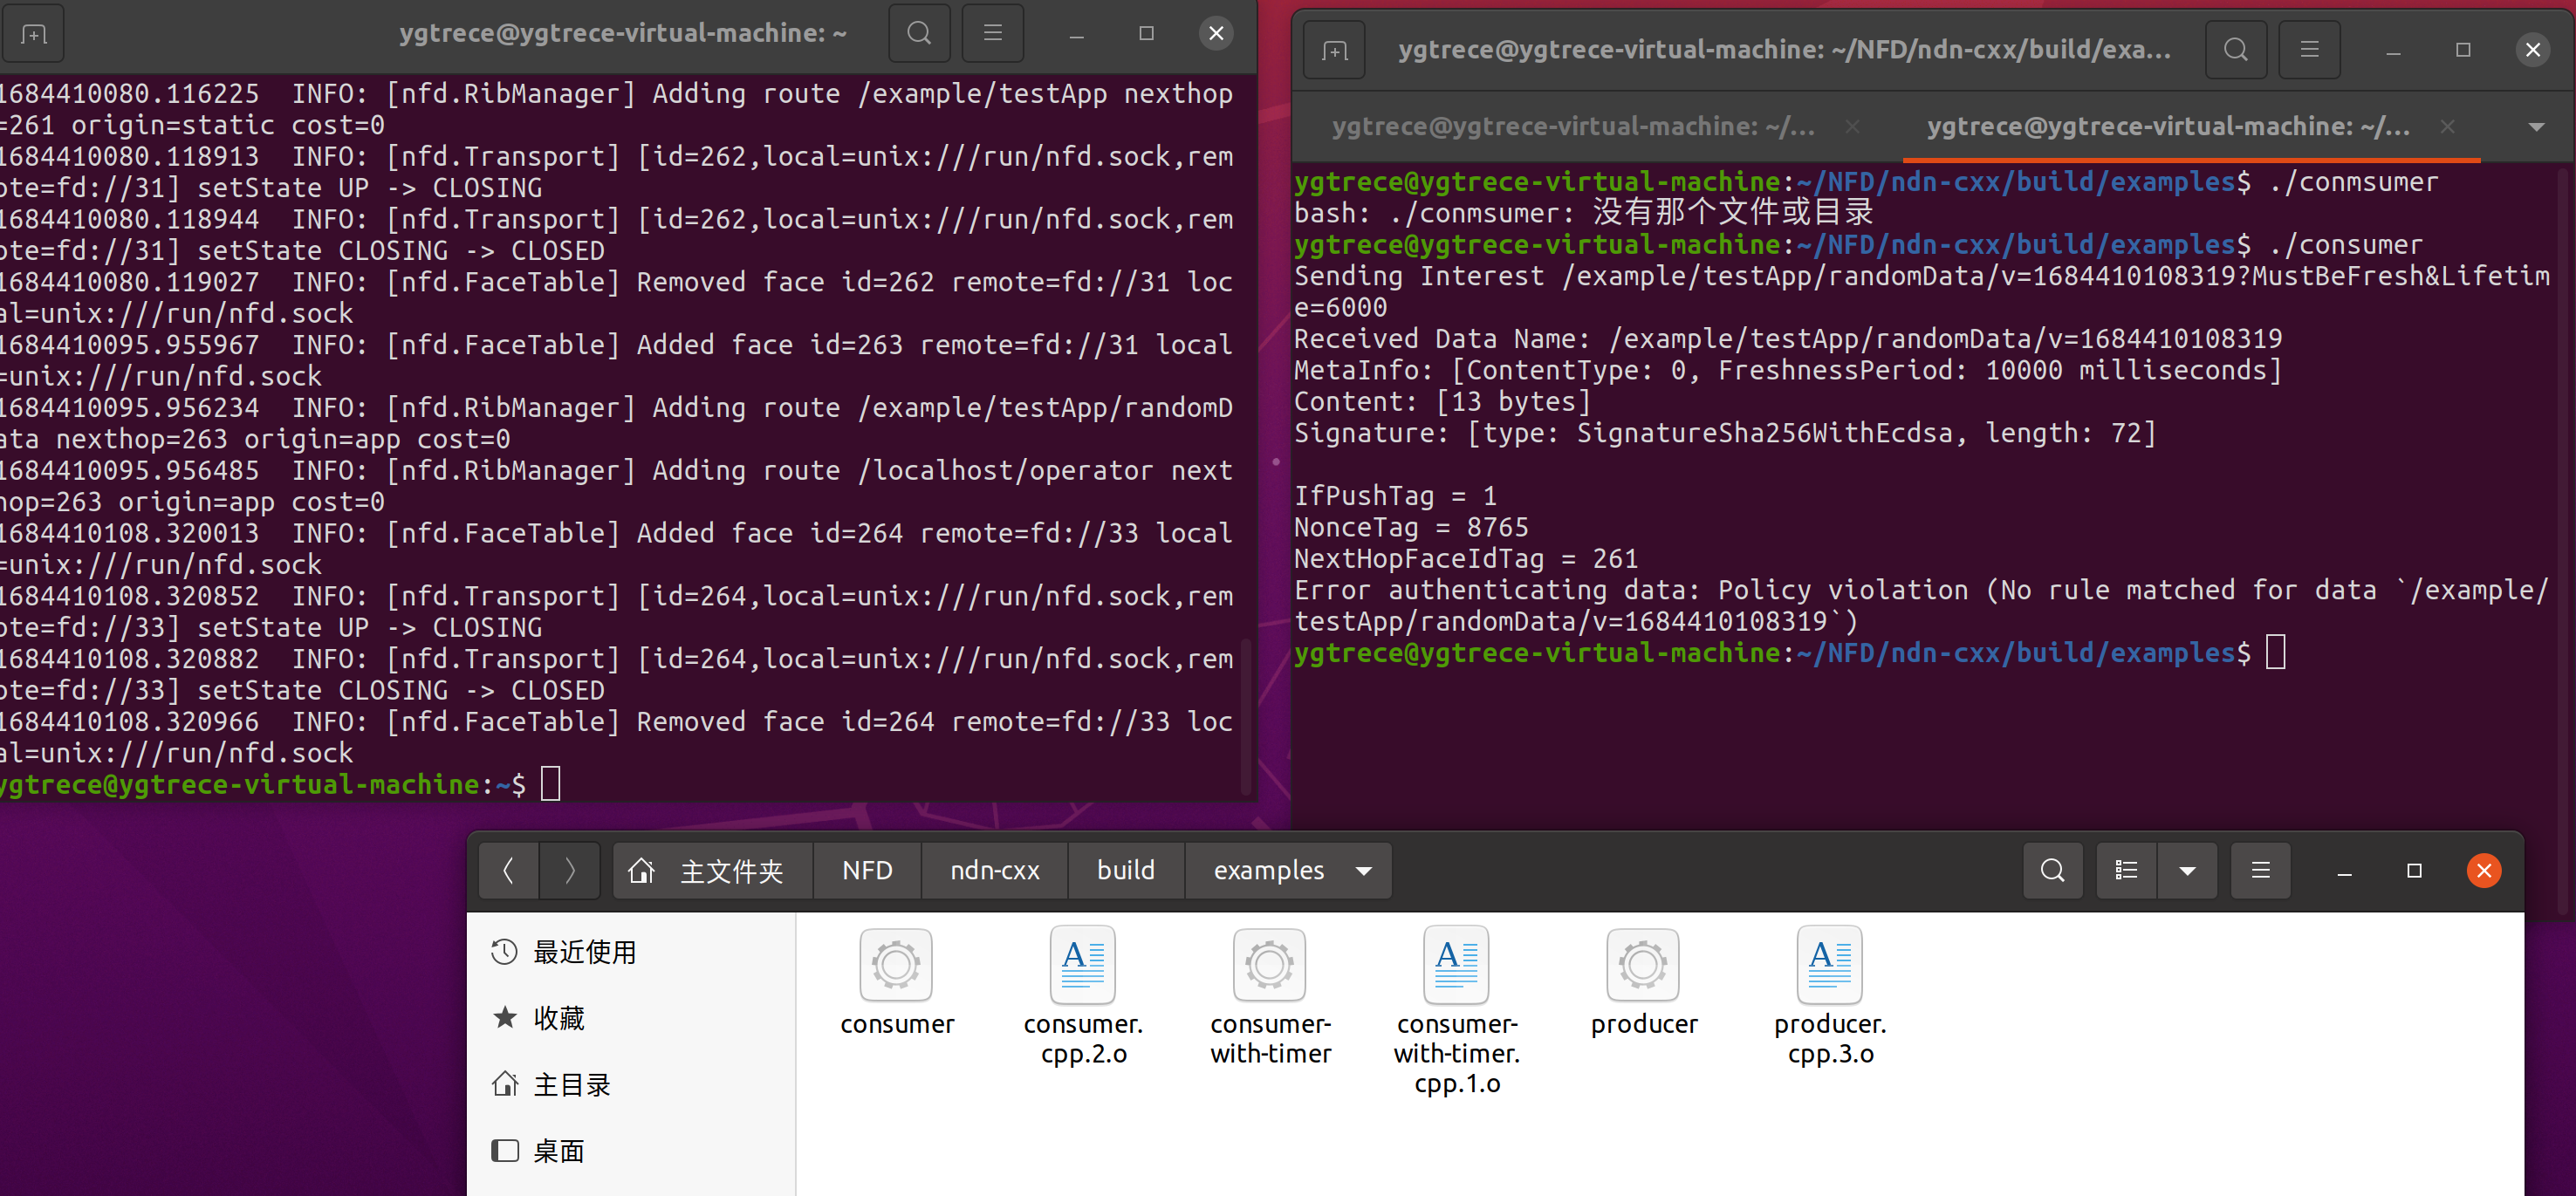 ygtrece@ygtrece-virtual-machine: ~
1684410080.116225  INFO: [nfd.RibManager] Adding route /example/testApp nexthop
=261 origin=static cost=0
1684410080.118913  INFO: [nfd.Transport] [id=262,local=unix:///run/nfd.sock,rem
ote=fd://31] setState UP -> CLOSING
1684410080.118944  INFO: [nfd.Transport] [id=262,local=unix:///run/nfd.sock,rem
ote=fd://31] setState CLOSING -> CLOSED
1684410080.119027  INFO: [nfd.FaceTable] Removed face id=262 remote=fd://31 loc
al=unix:///run/nfd.sock
1684410095.955967  INFO: [nfd.FaceTable] Added face id=263 remote=fd://31 local
=unix:///run/nfd.sock
1684410095.956234  INFO: [nfd.RibManager] Adding route /example/testApp/randomD
ata nexthop=263 origin=app cost=0
1684410095.956485  INFO: [nfd.RibManager] Adding route /localhost/operator next
hop=263 origin=app cost=0
1684410108.320013  INFO: [nfd.FaceTable] Added face id=264 remote=fd://33 local
=unix:///run/nfd.sock
1684410108.320852  INFO: [nfd.Transport] [id=264,local=unix:///run/nfd.sock,rem
ote=fd://33] setState UP -> CLOSING
1684410108.320882  INFO: [nfd.Transport] [id=264,local=unix:///run/nfd.sock,rem
ote=fd://33] setState CLOSING -> CLOSED
1684410108.320966  INFO: [nfd.FaceTable] Removed face id=264 remote=fd://33 loc
al=unix:///run/nfd.sock
ygtrece@ygtrece-virtual-machine:~$
ygtrece@ygtrece-virtual-machine: ~/NFD/ndn-cxx/build/exa...
ygtrece@ygtrece-virtual-machine: ~/...
ygtrece@ygtrece-virtual-machine: ~/...
ygtrece@ygtrece-virtual-machine:~/NFD/ndn-cxx/build/examples$ ./conmsumer
bash: ./conmsumer: 没有那个文件或目录
ygtrece@ygtrece-virtual-machine:~/NFD/ndn-cxx/build/examples$ ./consumer
Sending Interest /example/testApp/randomData/v=1684410108319?MustBeFresh&Lifetim
e=6000
Received Data Name: /example/testApp/randomData/v=1684410108319
MetaInfo: [ContentType: 0, FreshnessPeriod: 10000 milliseconds]
Content: [13 bytes]
Signature: [type: SignatureSha256WithEcdsa, length: 72]
IfPushTag = 1
NonceTag = 8765
NextHopFaceIdTag = 261
Error authenticating data: Policy violation (No rule matched for data `/example/
testApp/randomData/v=1684410108319`)
ygtrece@ygtrece-virtual-machine:~/NFD/ndn-cxx/build/examples$
主文件夹
NFD
ndn-cxx
build
examples
最近使用
收藏
主目录
桌面
consumer
consumer.
cpp.2.o
consumer-
with-timer
consumer-
with-timer.
cpp.1.o
producer
producer.
cpp.3.o